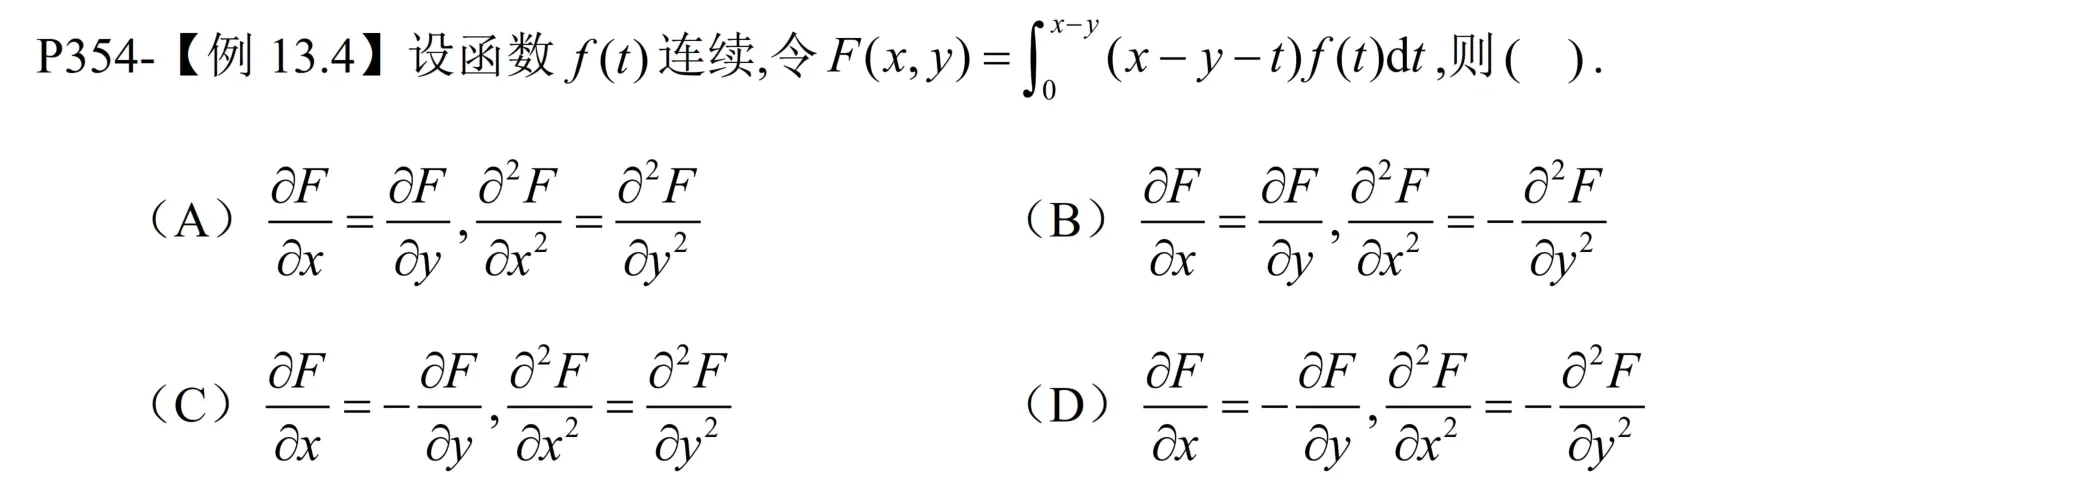 P354-【例 13.4】设函数 f(t) 连续,令 F(x, y) = ∫₀^{x−y} (x − y − t) f(t)dt ,则(   ).
（A） ∂F/∂x = ∂F/∂y , ∂²F/∂x² = ∂²F/∂y²
（B） ∂F/∂x = ∂F/∂y , ∂²F/∂x² = − ∂²F/∂y²
（C） ∂F/∂x = − ∂F/∂y , ∂²F/∂x² = ∂²F/∂y²
（D） ∂F/∂x = − ∂F/∂y , ∂²F/∂x² = − ∂²F/∂y²